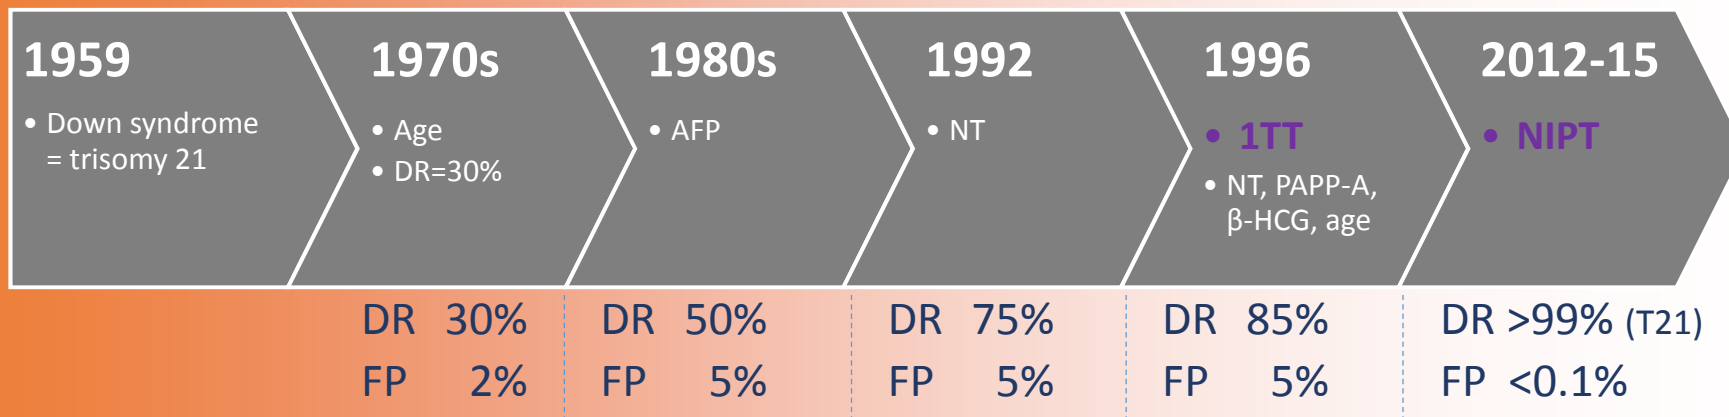 1959
• Down syndrome
= trisomy 21
1970s
• Age
• DR=30%
1980s
• AFP
1992
• NT
1996
• 1TT
• NT, PAPP-A,
β-HCG, age
2012-15
• NIPT
DR 30%
FP 2%
DR 50%
FP 5%
DR 75%
FP 5%
DR 85%
FP 5%
DR >99% (T21)
FP <0.1%